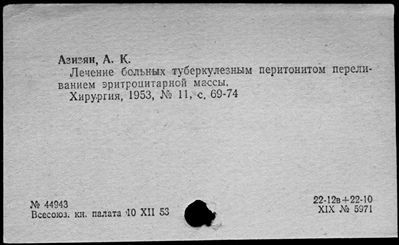 Азизян, А. К.
Лечение больных туберкулезным перитонитом перели-
ванием эритроцитарной массы.
Хирургия, 1953, № 11, с. 69-74
№ 44943
Всесоюз. кн. палата 10 XII 53
22-12в+22-10
XIX № 5971